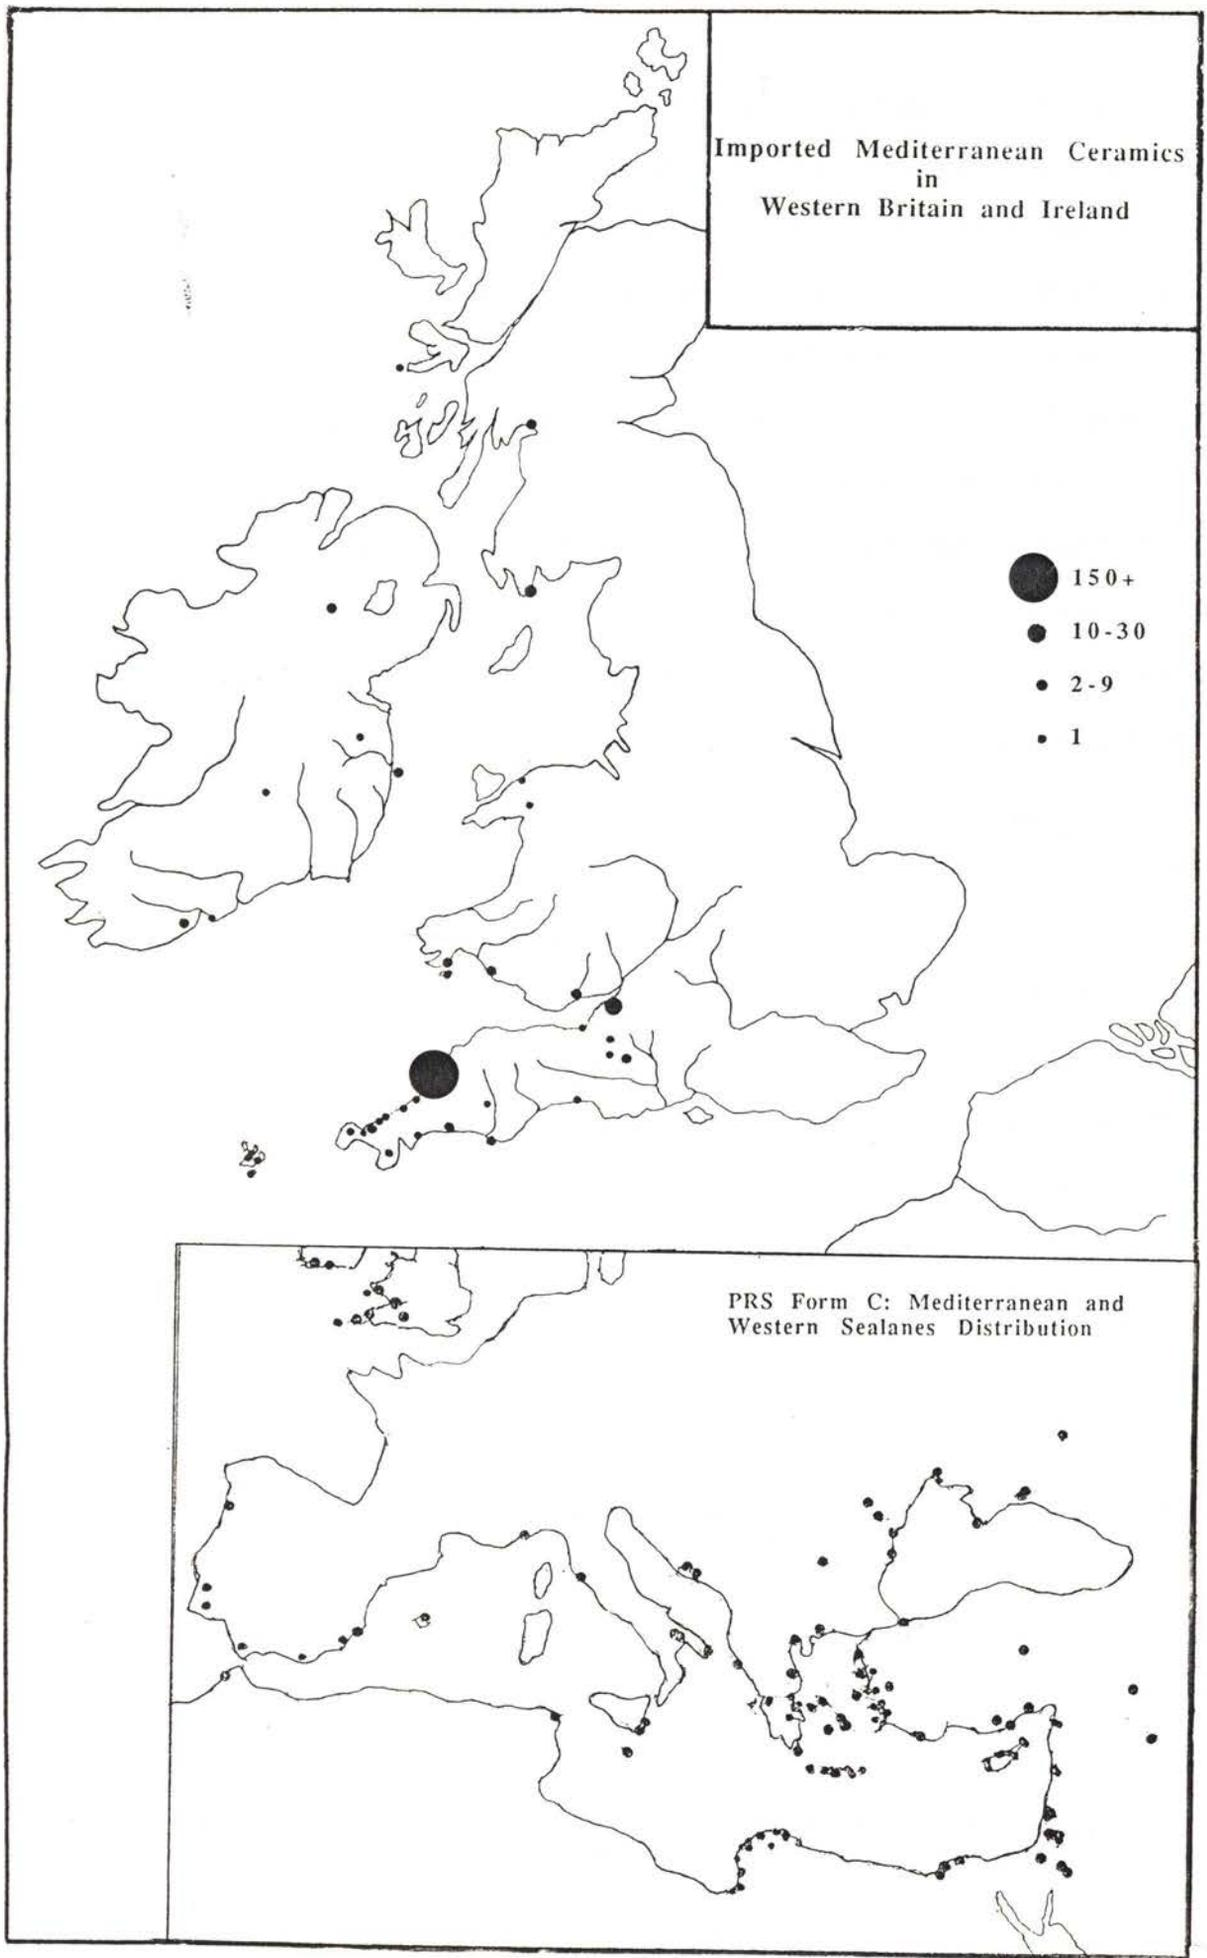 Imported Mediterranean Ceramics
in
Western Britain and Ireland
150+
10-30
2-9
1
PRS Form C: Mediterranean and
Western Sealanes Distribution